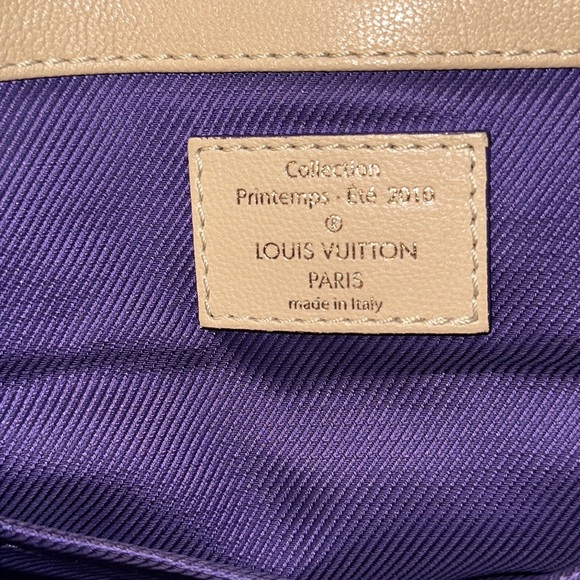 Collection
Printemps - Été 2010
®
LOUIS VUITTON
PARIS
made in Italy